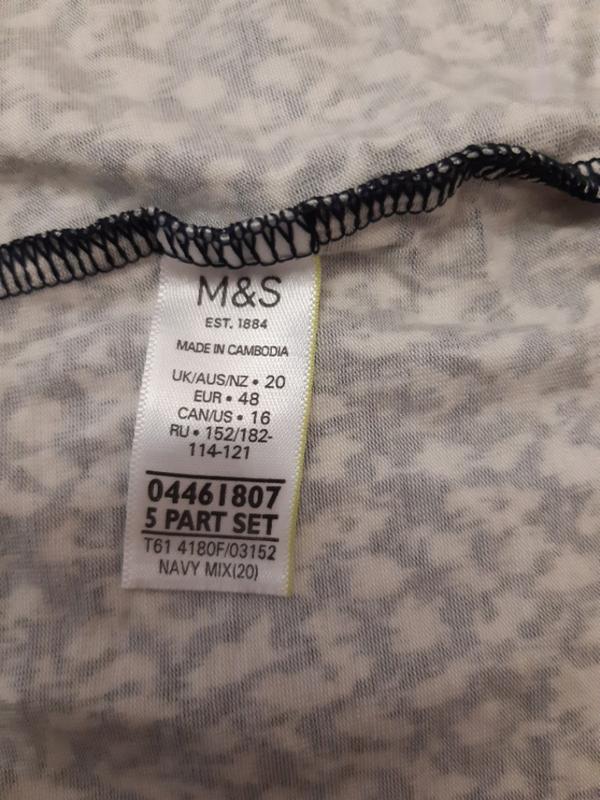 M&S
EST. 1884
MADE IN CAMBODIA
UK/AUS/NZ • 20
EUR • 48
CAN/US • 16
RU • 152/182-
114-121
04461807
5 PART SET
T61 4180F/03152
NAVY MIX(20)